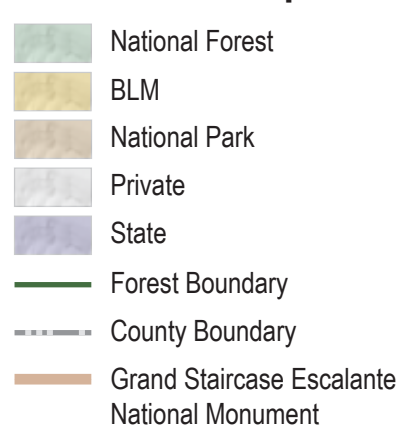 National Forest
BLM
National Park
Private
State
Forest Boundary
County Boundary
Grand Staircase Escalante
National Monument